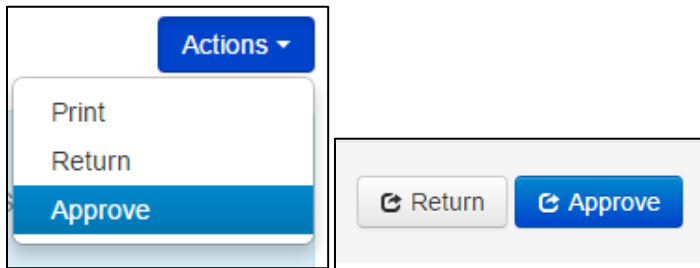 Actions
Print
Return
Approve
Return Approve